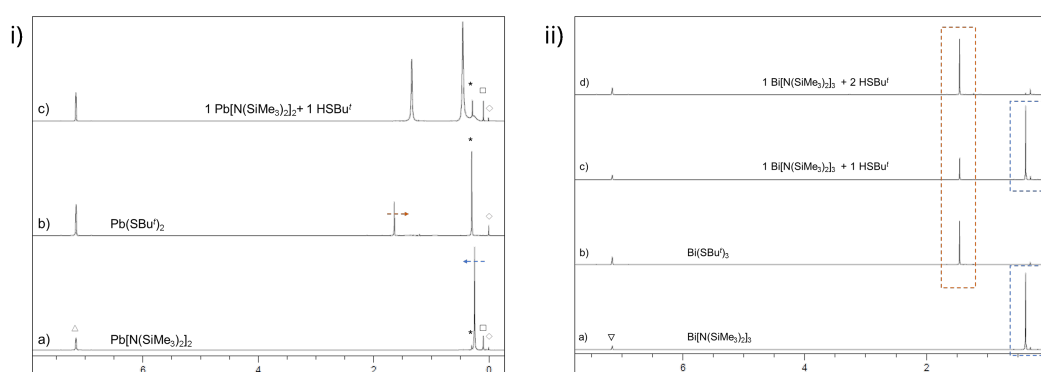 i)
c) 1 Pb[N(SiMe₃)₂]₂+ 1 HSBuᵗ
*
b) Pb(SBuᵗ)₂
*
a) Pb[N(SiMe₃)₂]₂
*
6 4 2 0
ii)
d) 1 Bi[N(SiMe₃)₂]₃ + 2 HSBuᵗ
c) 1 Bi[N(SiMe₃)₂]₃ + 1 HSBuᵗ
b) Bi(SBuᵗ)₃
a) Bi[N(SiMe₃)₂]₃
6 4 2